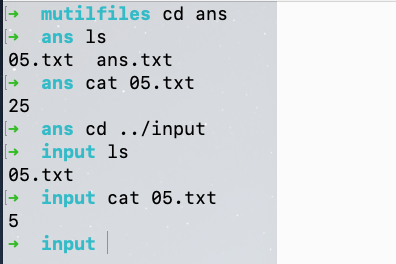 ➜ mutilfiles cd ans
➜ ans ls
05.txt ans.txt
➜ ans cat 05.txt
25
➜ ans cd ../input
➜ input ls
05.txt
➜ input cat 05.txt
5
➜ input